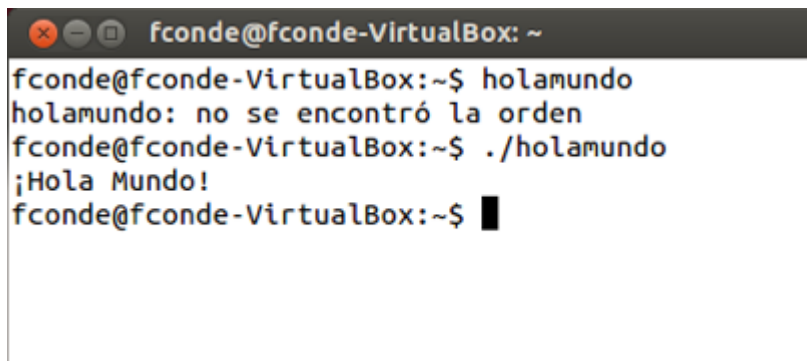 fconde@fconde-VirtualBox: ~
fconde@fconde-VirtualBox:~$ holamundo
holamundo: no se encontró la orden
fconde@fconde-VirtualBox:~$ ./holamundo
¡Hola Mundo!
fconde@fconde-VirtualBox:~$